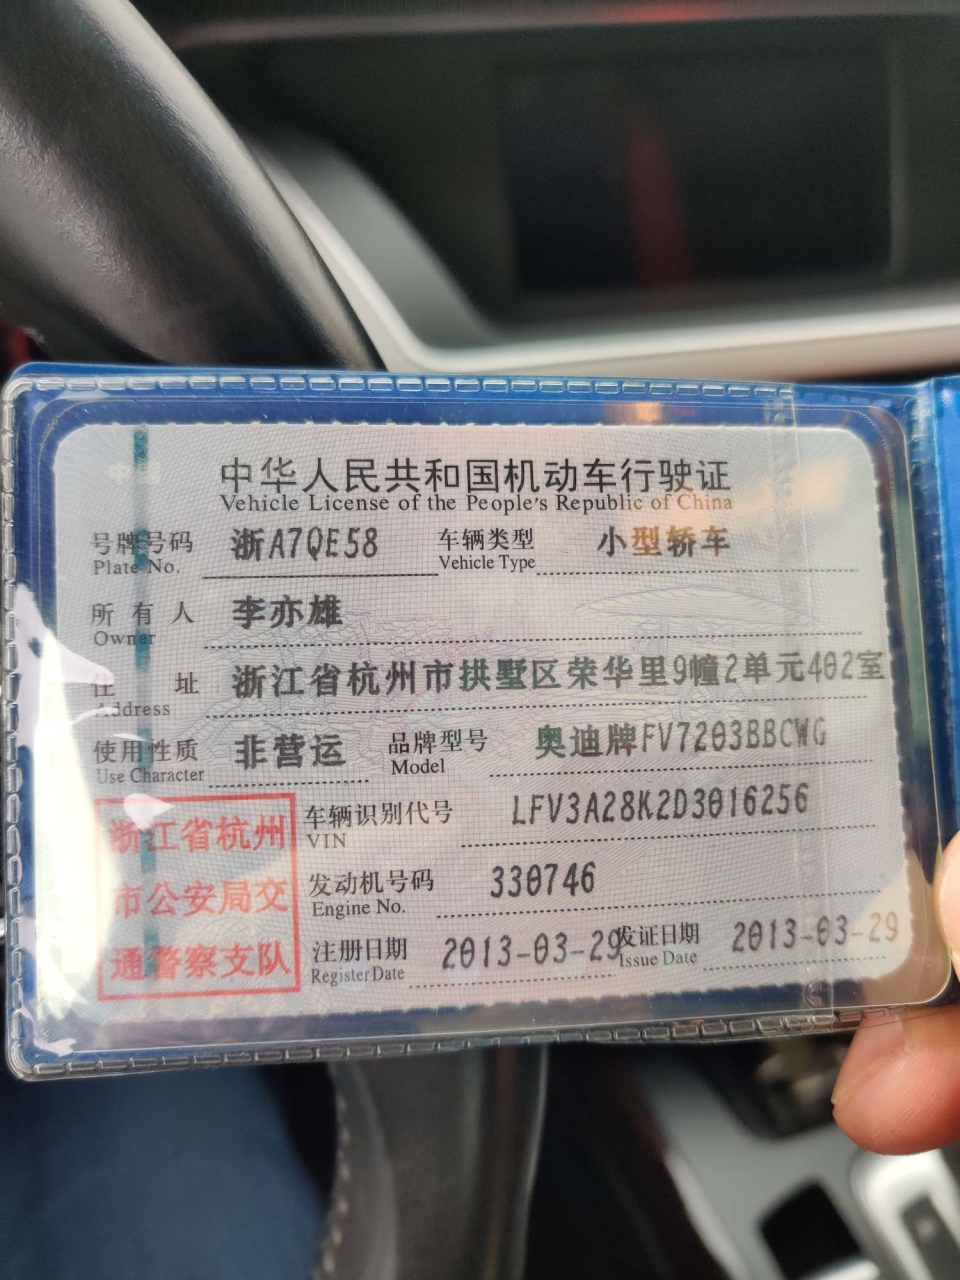 中华人民共和国机动车行驶证
Vehicle License of the People's Republic of China
号牌号码 浙A7QE58 车辆类型 小型轿车
Plate No. Vehicle Type
所有人 李亦雄
Owner
住址 浙江省杭州市拱墅区荣华里9幢2单元402室
Address
使用性质 非营运 品牌型号 奥迪牌FV7203BBCWG
Use Character Model
浙江省杭州
市公安局交
通警察支队
车辆识别代号 LFV3A28K2D3016256
VIN
发动机号码 330746
Engine No.
注册日期 2013-03-29 发证日期 2013-03-29
Register Date Issue Date